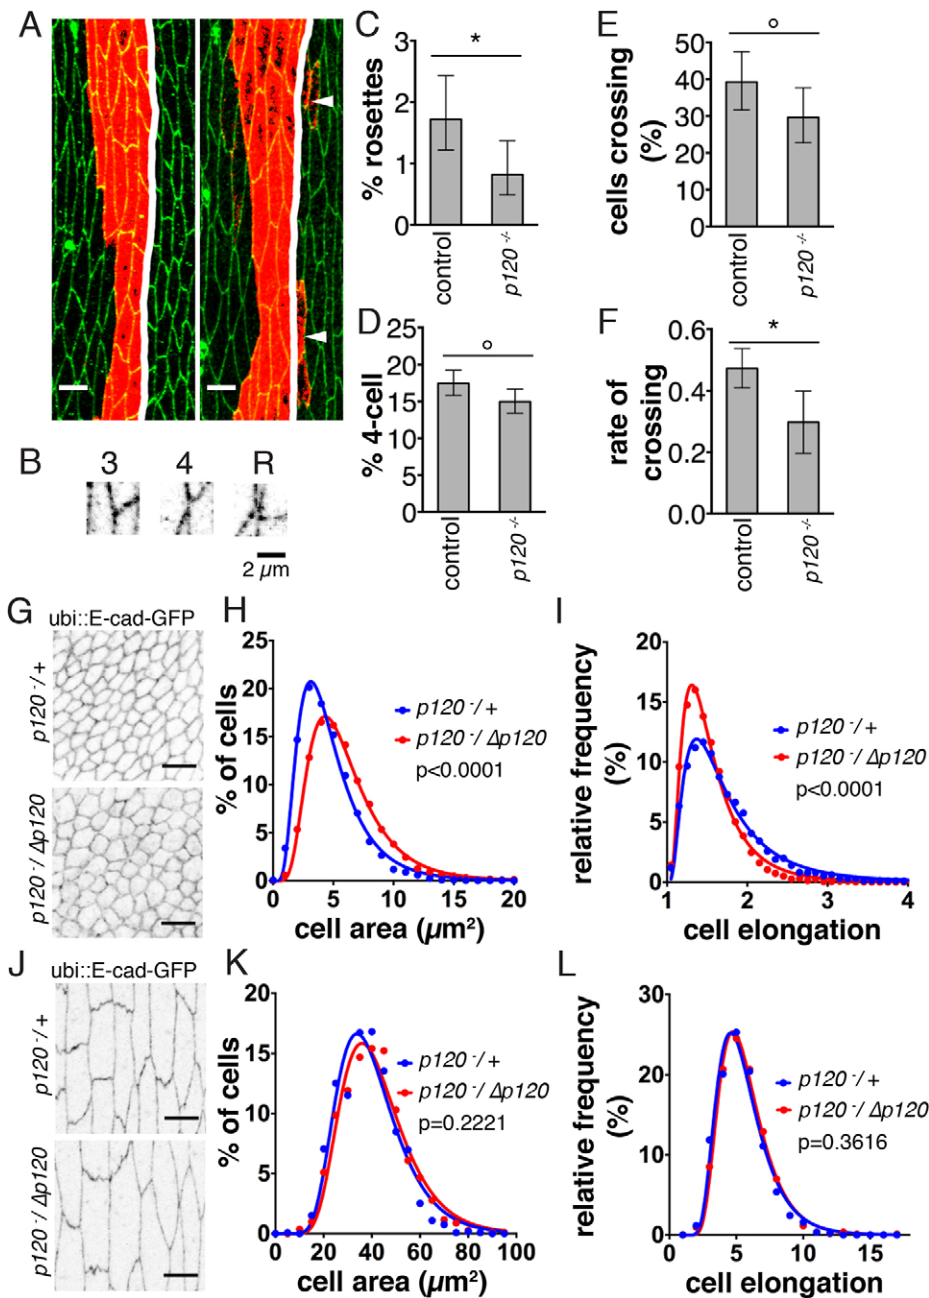 A
B
3 4 R
2 µm
C
% rosettes
3
2
1
0
*
control
p120 -/-
D
% 4-cell
25
20
15
10
5
0
°
control
p120 -/-
E
cells crossing
(%)
50
40
30
20
10
0
°
control
p120 -/-
F
rate of
crossing
0.6
0.4
0.2
0.0
*
control
p120 -/-
G
ubi::E-cad-GFP
p120 -/ +
p120 -/ Δp120
H
% of cells
25
20
15
10
5
0
0 5 10 15 20
cell area (µm²)
p120 -/ +
p120 -/ Δp120
p<0.0001
I
relative frequency
(%)
20
15
10
5
0
1 2 3 4
cell elongation
p120 -/ +
p120 -/ Δp120
p<0.0001
J
ubi::E-cad-GFP
p120 -/ +
p120 -/ Δp120
K
% of cells
20
15
10
5
0
0 20 40 60 80 100
cell area (µm²)
p120 -/ +
p120 -/ Δp120
p=0.2221
L
relative frequency
(%)
30
20
10
0
0 5 10 15
cell elongation
p120 -/ +
p120 -/ Δp120
p=0.3616